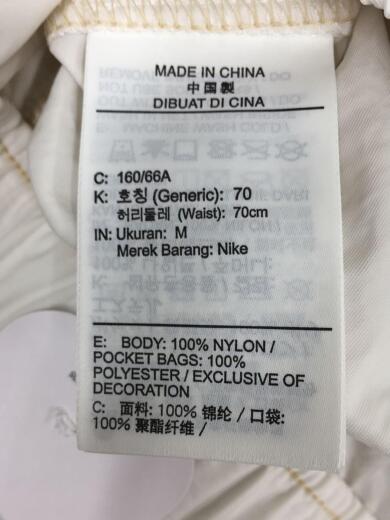 MADE IN CHINA
中国製
DIBUAT DI CINA
C: 160/66A
K: 호칭 (Generic): 70
허리둘레 (Waist): 70cm
IN: Ukuran: M
Merek Barang: Nike
E: BODY: 100% NYLON /
POCKET BAGS: 100%
POLYESTER / EXCLUSIVE OF
DECORATION
C: 面料: 100% 锦纶 / 口袋:
100% 聚酯纤维 /